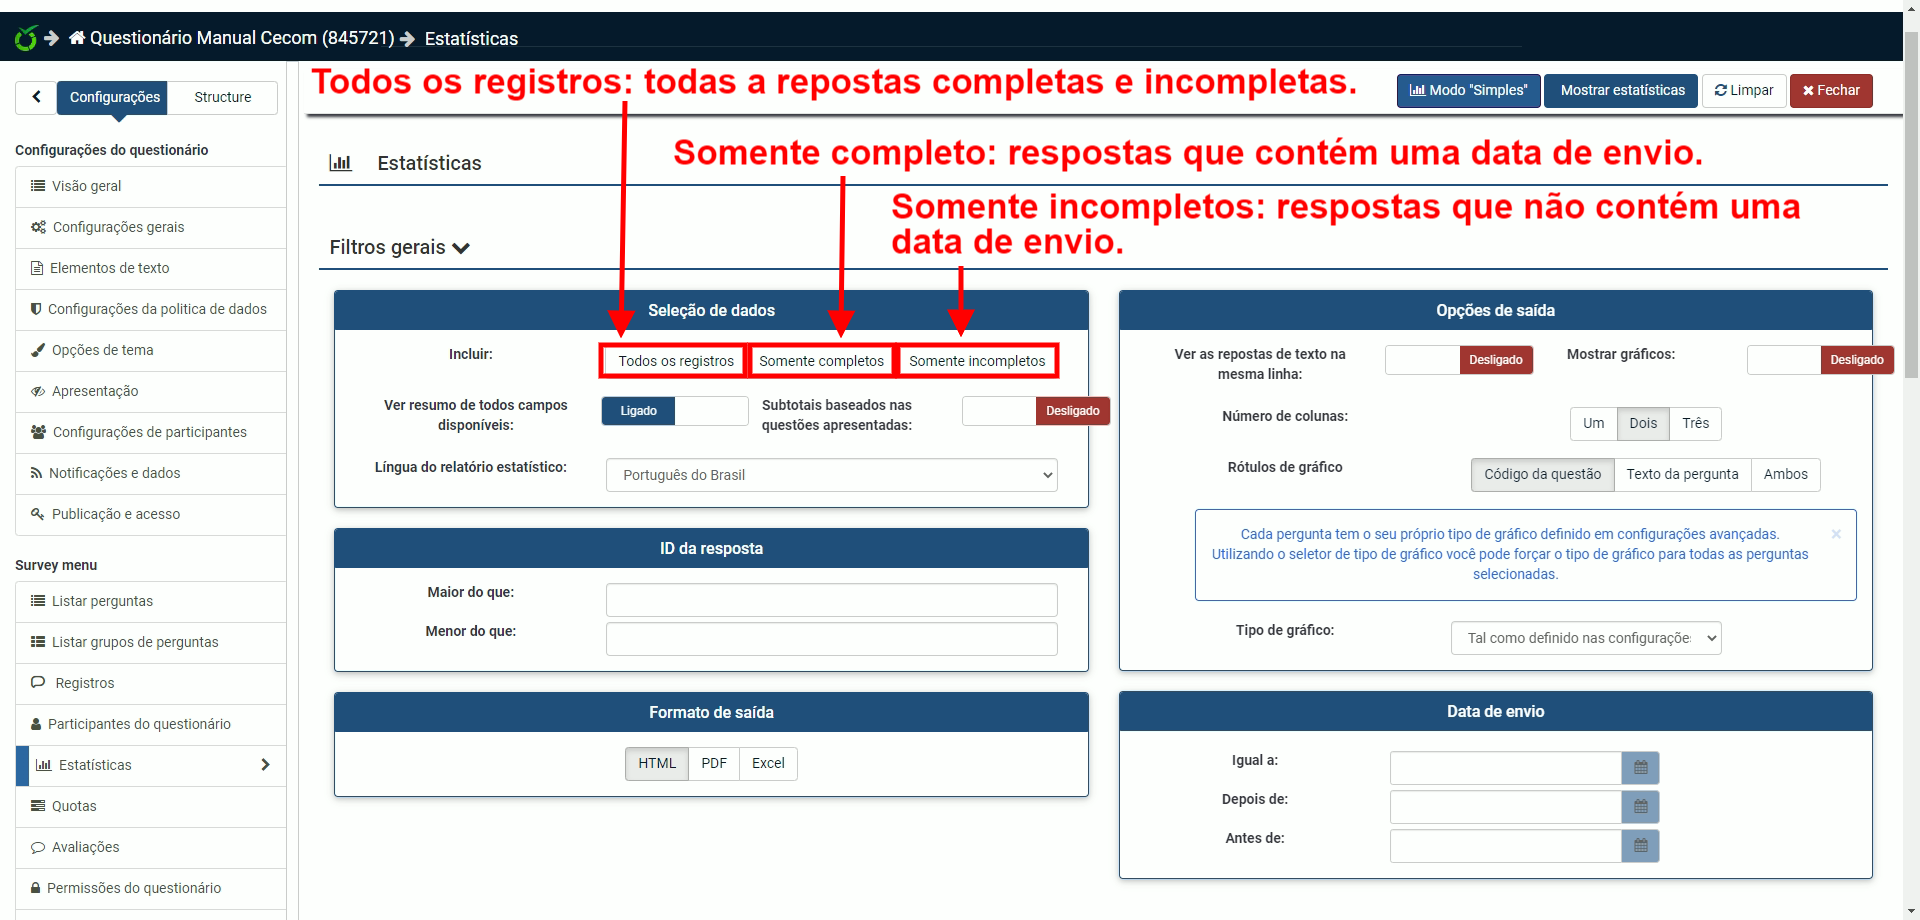 Questionário Manual Cecom (845721) Estatísticas
Configurações Structure
Todos os registros: todas a repostas completas e incompletas.
Modo "Simples" Mostrar estatísticas Limpar Fechar
Configurações do questionário
Visão geral
Configurações gerais
Elementos de texto
Configurações da politica de dados
Opções de tema
Apresentação
Configurações de participantes
Notificações e dados
Publicação e acesso
Survey menu
Listar perguntas
Listar grupos de perguntas
Registros
Participantes do questionário
Estatísticas
Quotas
Avaliações
Permissões do questionário
Estatísticas
Somente completo: respostas que contém uma data de envio.
Somente incompletos: respostas que não contém uma
data de envio.
Filtros gerais
Seleção de dados
Incluir: Todos os registros Somente completos Somente incompletos
Ver resumo de todos campos
disponíveis:
Ligado
Subtotais baseados nas
questões apresentadas:
Desligado
Língua do relatório estatístico: Português do Brasil
ID da resposta
Maior do que:
Menor do que:
Formato de saída
HTML PDF Excel
Opções de saída
Ver as repostas de texto na
mesma linha:
Desligado
Mostrar gráficos: Desligado
Número de colunas: Um Dois Três
Rótulos de gráfico Código da questão Texto da pergunta Ambos
Cada pergunta tem o seu próprio tipo de gráfico definido em configurações avançadas. ×
Utilizando o seletor de tipo de gráfico você pode forçar o tipo de gráfico para todas as perguntas
selecionadas.
Tipo de gráfico: Tal como definido nas configurações
Data de envio
Igual a:
Depois de:
Antes de: